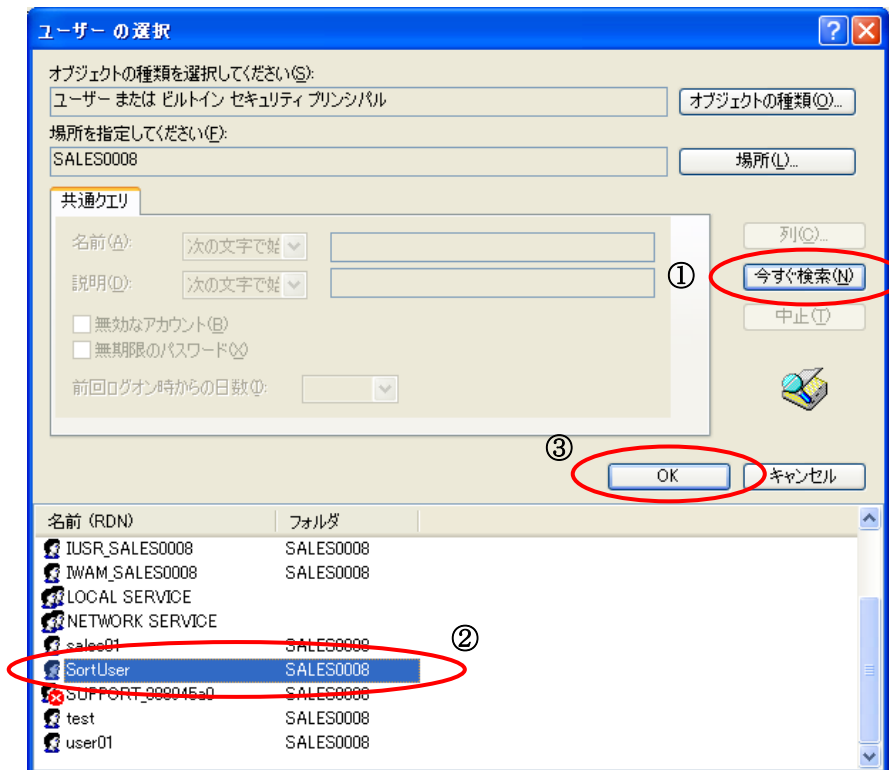 ユーザー の選択
オブジェクトの種類を選択してください(S):
ユーザー または ビルトイン セキュリティ プリンシパル
オブジェクトの種類(O)...
場所を指定してください(F):
SALES0008
場所(L)...
共通クエリ
名前(A):
次の文字で始
列(C)...
① 今すぐ検索(N)
説明(D):
次の文字で始
中止(T)
無効なアカウント(B)
無期限のパスワード(X)
前回ログオン時からの日数(I):
③
OK
キャンセル
名前 (RDN) フォルダ
IUSR_SALES0008 SALES0008
IWAM_SALES0008 SALES0008
LOCAL SERVICE
NETWORK SERVICE
②
sales01 SALES0008
SortUser SALES0008
SUPPORT_388945a0 SALES0008
test SALES0008
user01 SALES0008